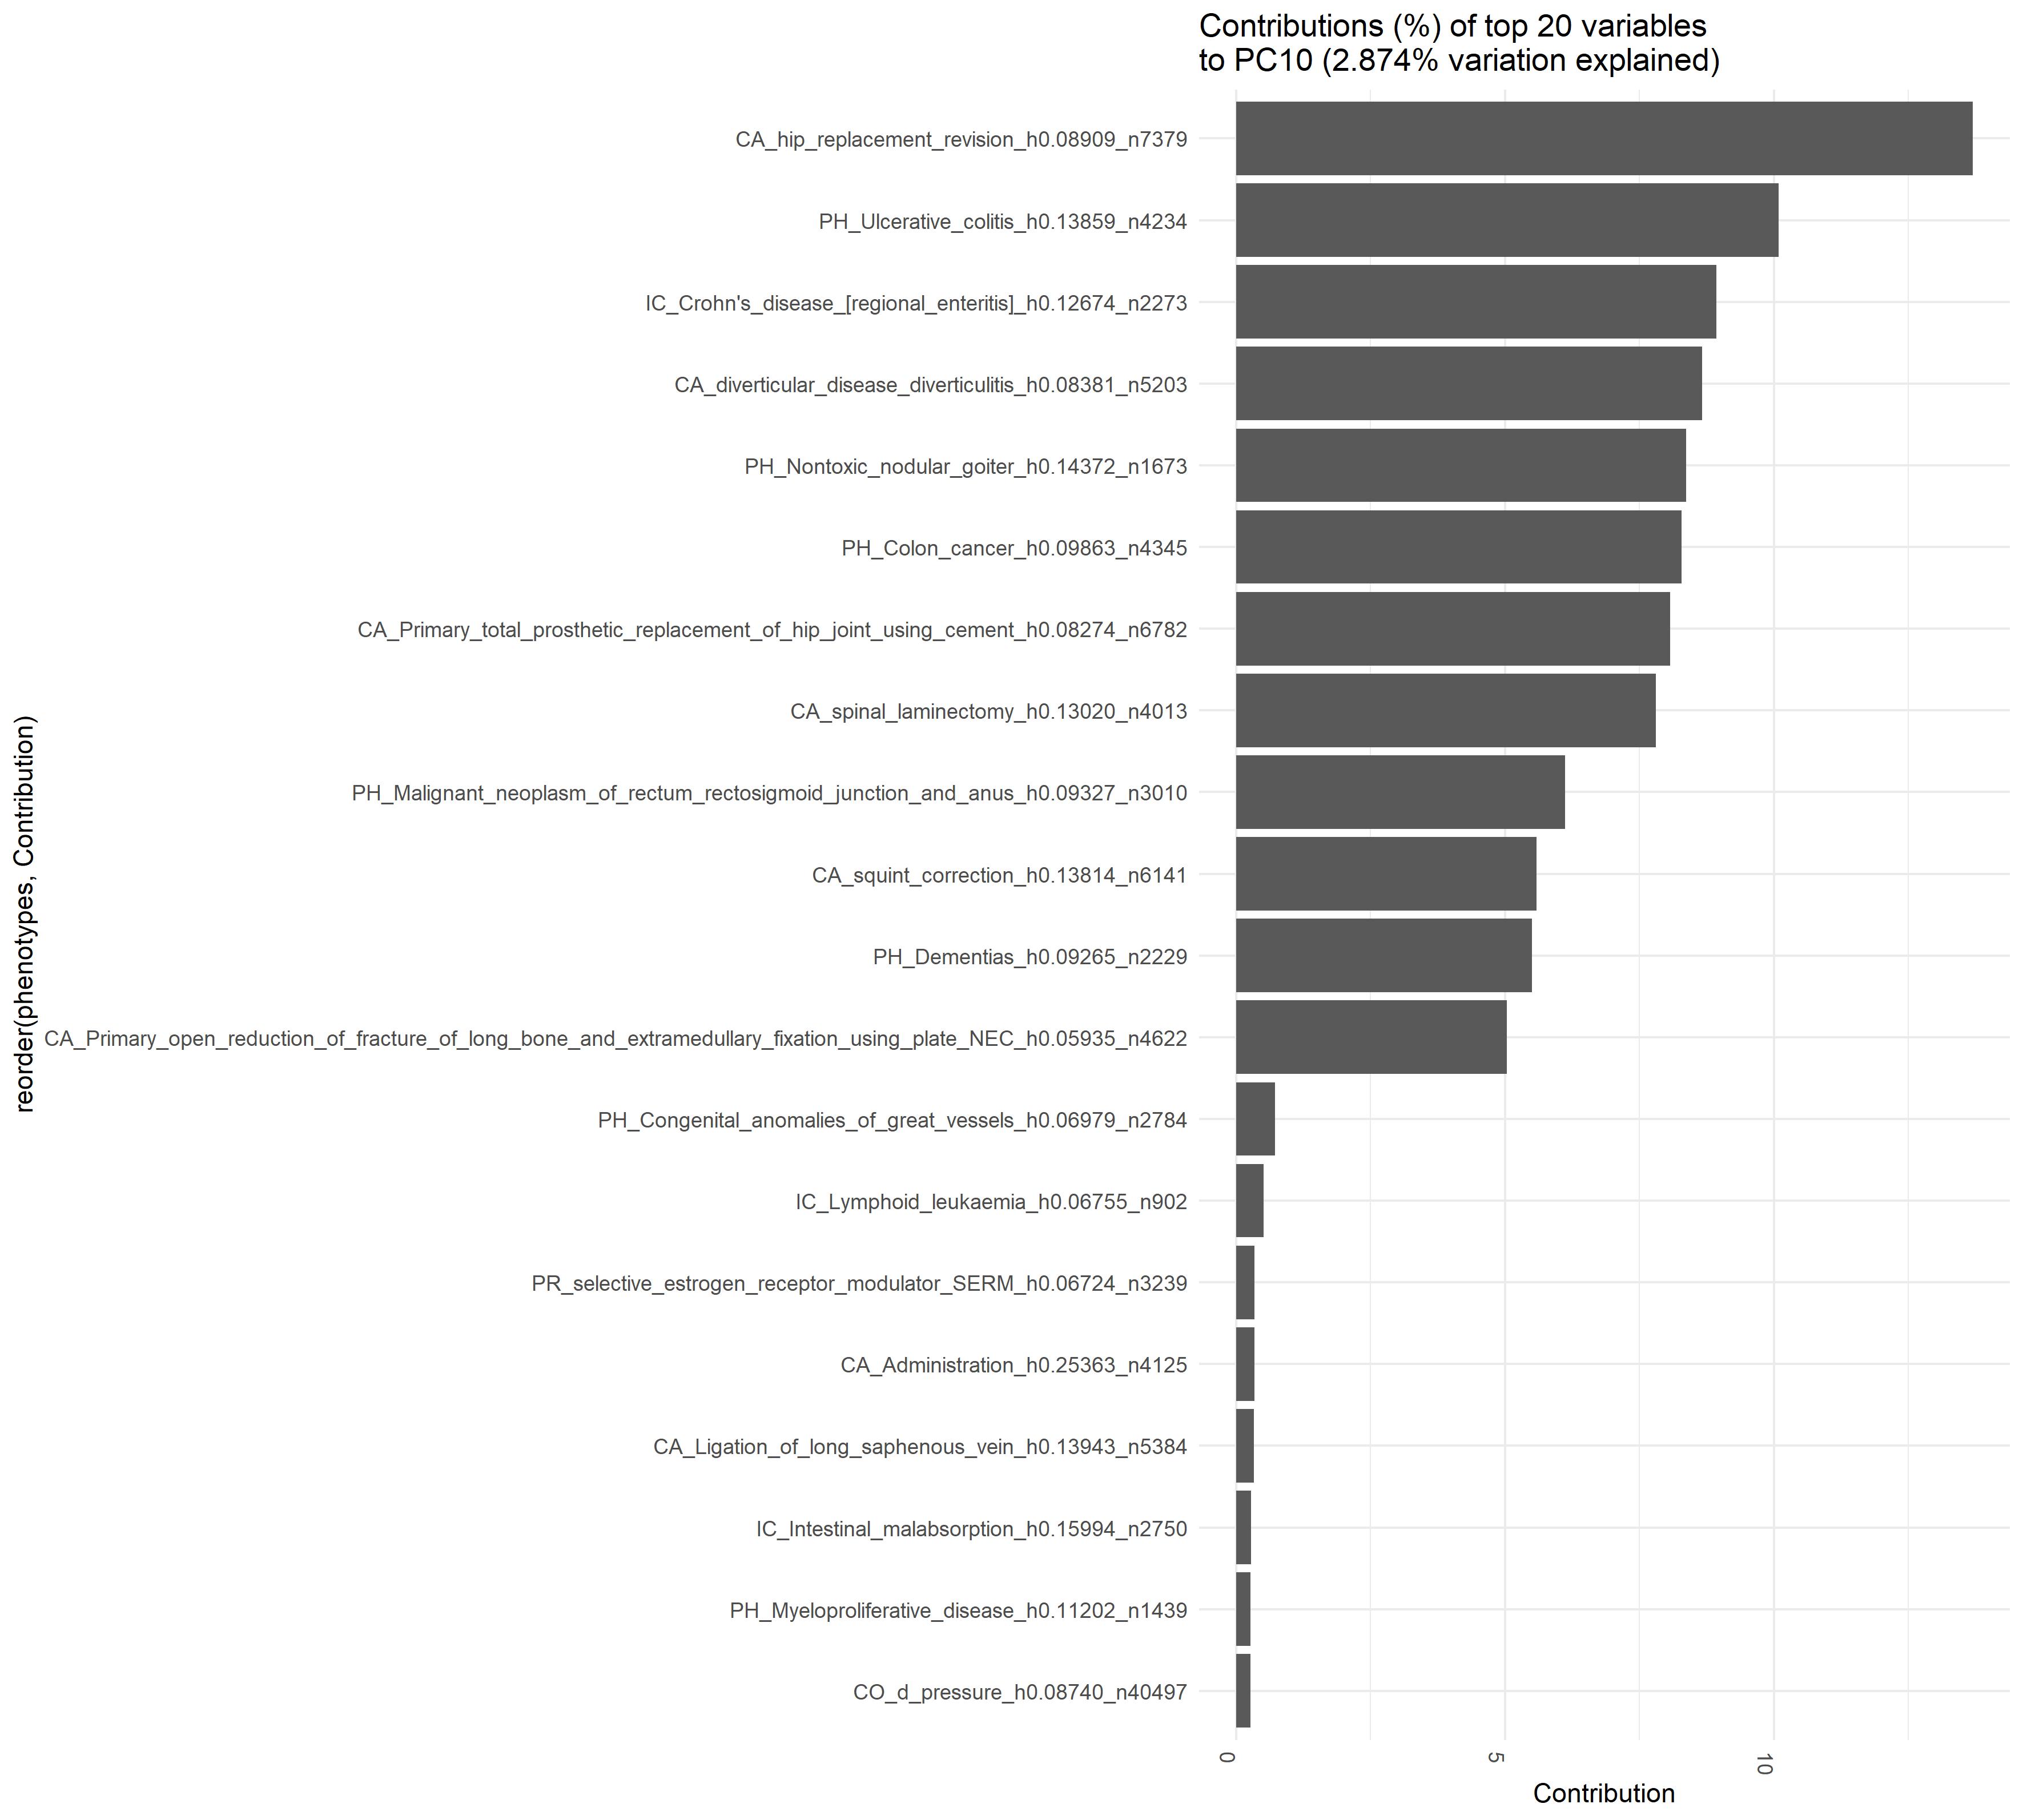 Contributions (%) of top 20 variables
to PC10 (2.874% variation explained)
CA_hip_replacement_revision_h0.08909_n7379
PH_Ulcerative_colitis_h0.13859_n4234
IC_Crohn's_disease_[regional_enteritis]_h0.12674_n2273
CA_diverticular_disease_diverticulitis_h0.08381_n5203
PH_Nontoxic_nodular_goiter_h0.14372_n1673
PH_Colon_cancer_h0.09863_n4345
CA_Primary_total_prosthetic_replacement_of_hip_joint_using_cement_h0.08274_n6782
CA_spinal_laminectomy_h0.13020_n4013
PH_Malignant_neoplasm_of_rectum_rectosigmoid_junction_and_anus_h0.09327_n3010
CA_squint_correction_h0.13814_n6141
PH_Dementias_h0.09265_n2229
CA_Primary_open_reduction_of_fracture_of_long_bone_and_extramedullary_fixation_using_plate_NEC_h0.05935_n4622
PH_Congenital_anomalies_of_great_vessels_h0.06979_n2784
IC_Lymphoid_leukaemia_h0.06755_n902
PR_selective_estrogen_receptor_modulator_SERM_h0.06724_n3239
CA_Administration_h0.25363_n4125
CA_Ligation_of_long_saphenous_vein_h0.13943_n5384
IC_Intestinal_malabsorption_h0.15994_n2750
PH_Myeloproliferative_disease_h0.11202_n1439
CO_d_pressure_h0.08740_n40497
reorder(phenotypes, Contribution)
0
5
10
Contribution